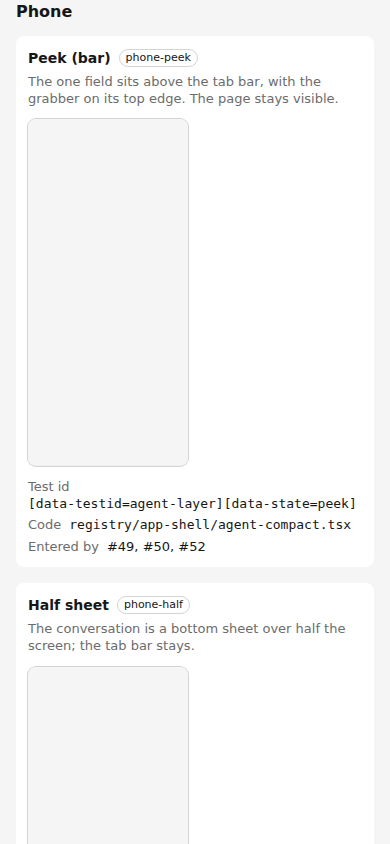 Phone
Peek (bar) phone-peek
The one field sits above the tab bar, with the
grabber on its top edge. The page stays visible.
Test id
[data-testid=agent-layer][data-state=peek]
Code registry/app-shell/agent-compact.tsx
Entered by #49, #50, #52
Half sheet phone-half
The conversation is a bottom sheet over half the
screen; the tab bar stays.